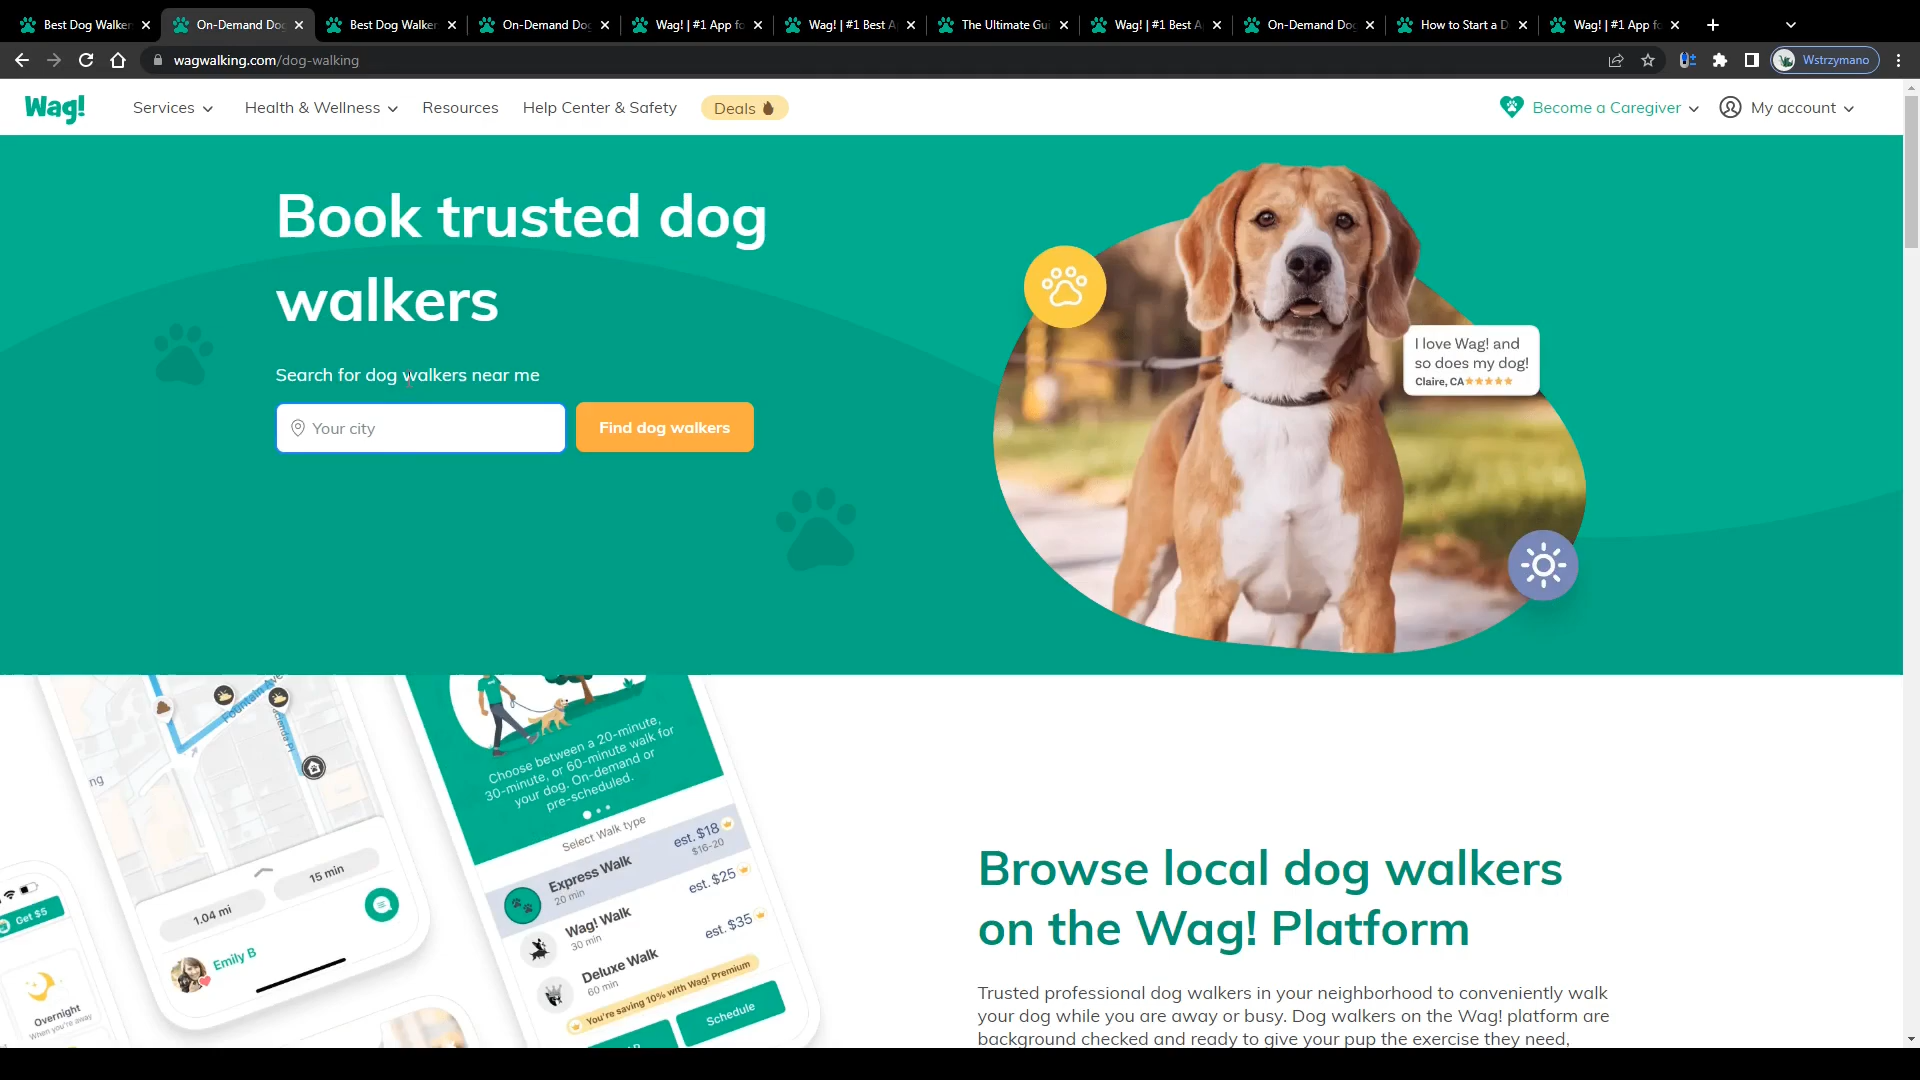 Best Dog Walker
On-Demand Dog
Best Dog Walker
On-Demand Dog
Wag! | #1 App fo
Wag! | #1 Best A
The Ultimate Gui
Wag! | #1 Best A
On-Demand Dog
How to Start a D
Wag! | #1 App fo
wagwalking.com/dog-walking
Wstrzymano
Wag!
Services
Health & Wellness
Resources
Help Center & Safety
Deals
Become a Caregiver
My account
Book trusted dog
walkers
Search for dog walkers near me
Your city
Find dog walkers
I love Wag! and
so does my dog!
Claire, CA
Fountain Ave
ng
1.04 mi
15 min
Emily B
Get $5
Overnight
When you're away
Choose between a 20-minute,
30-minute, or 60-minute walk for
your dog. On-demand or
pre-scheduled.
Select Walk type
Express Walk
20 min
est. $18
$16-20
Wag! Walk
30 min
est. $25
Deluxe Walk
60 min
est. $35
You're saving 10% with Wag! Premium
Schedule
Browse local dog walkers
on the Wag! Platform
Trusted professional dog walkers in your neighborhood to conveniently walk
your dog while you are away or busy. Dog walkers on the Wag! platform are
background checked and ready to give your pup the exercise they need,